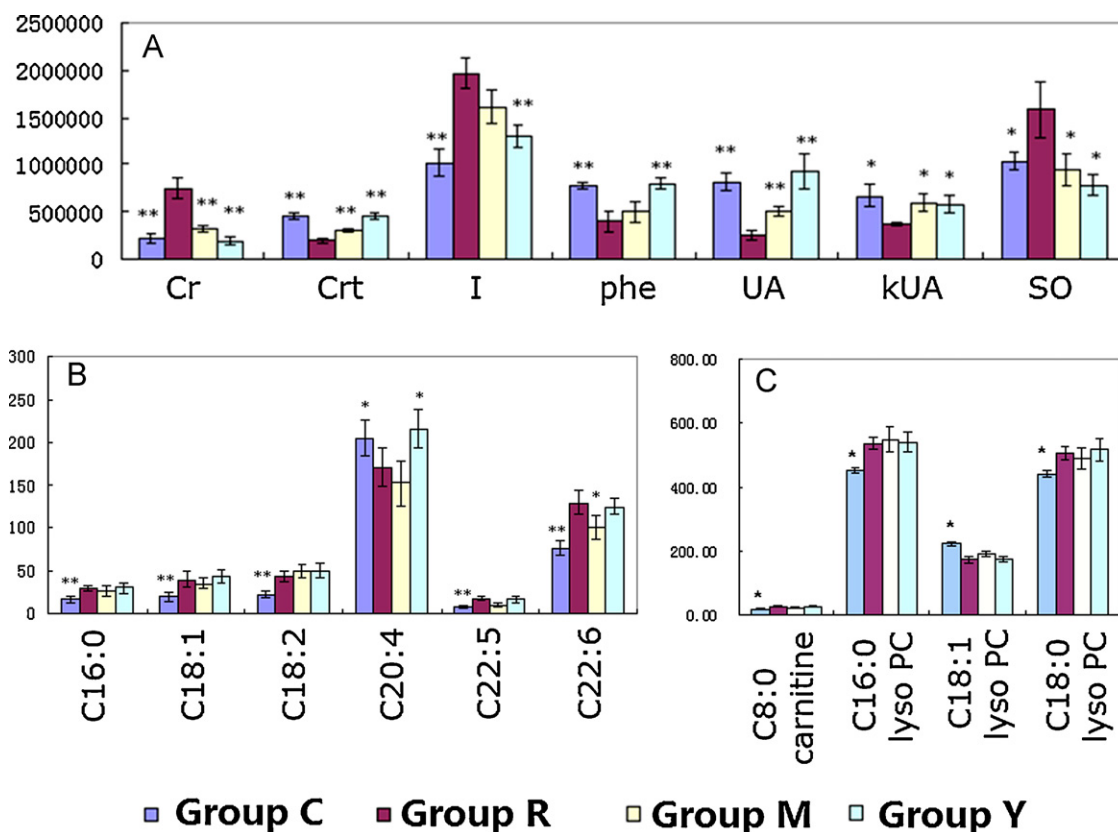 A
2500000
2000000
1500000
1000000
500000
0
** ** ** ** ** ** ** ** ** ** ** ** ** * * * * * *
Cr Crt I phe UA kUA SO
B
300
250
200
150
100
50
0
** ** ** * * ** ** *
C16:0
C18:1
C18:2
C20:4
C22:5
C22:6
C
800.00
600.00
400.00
200.00
0.00
* * * *
C8:0
carnitine
C16:0
lyso PC
C18:1
lyso PC
C18:0
lyso PC
Group C Group R Group M Group Y